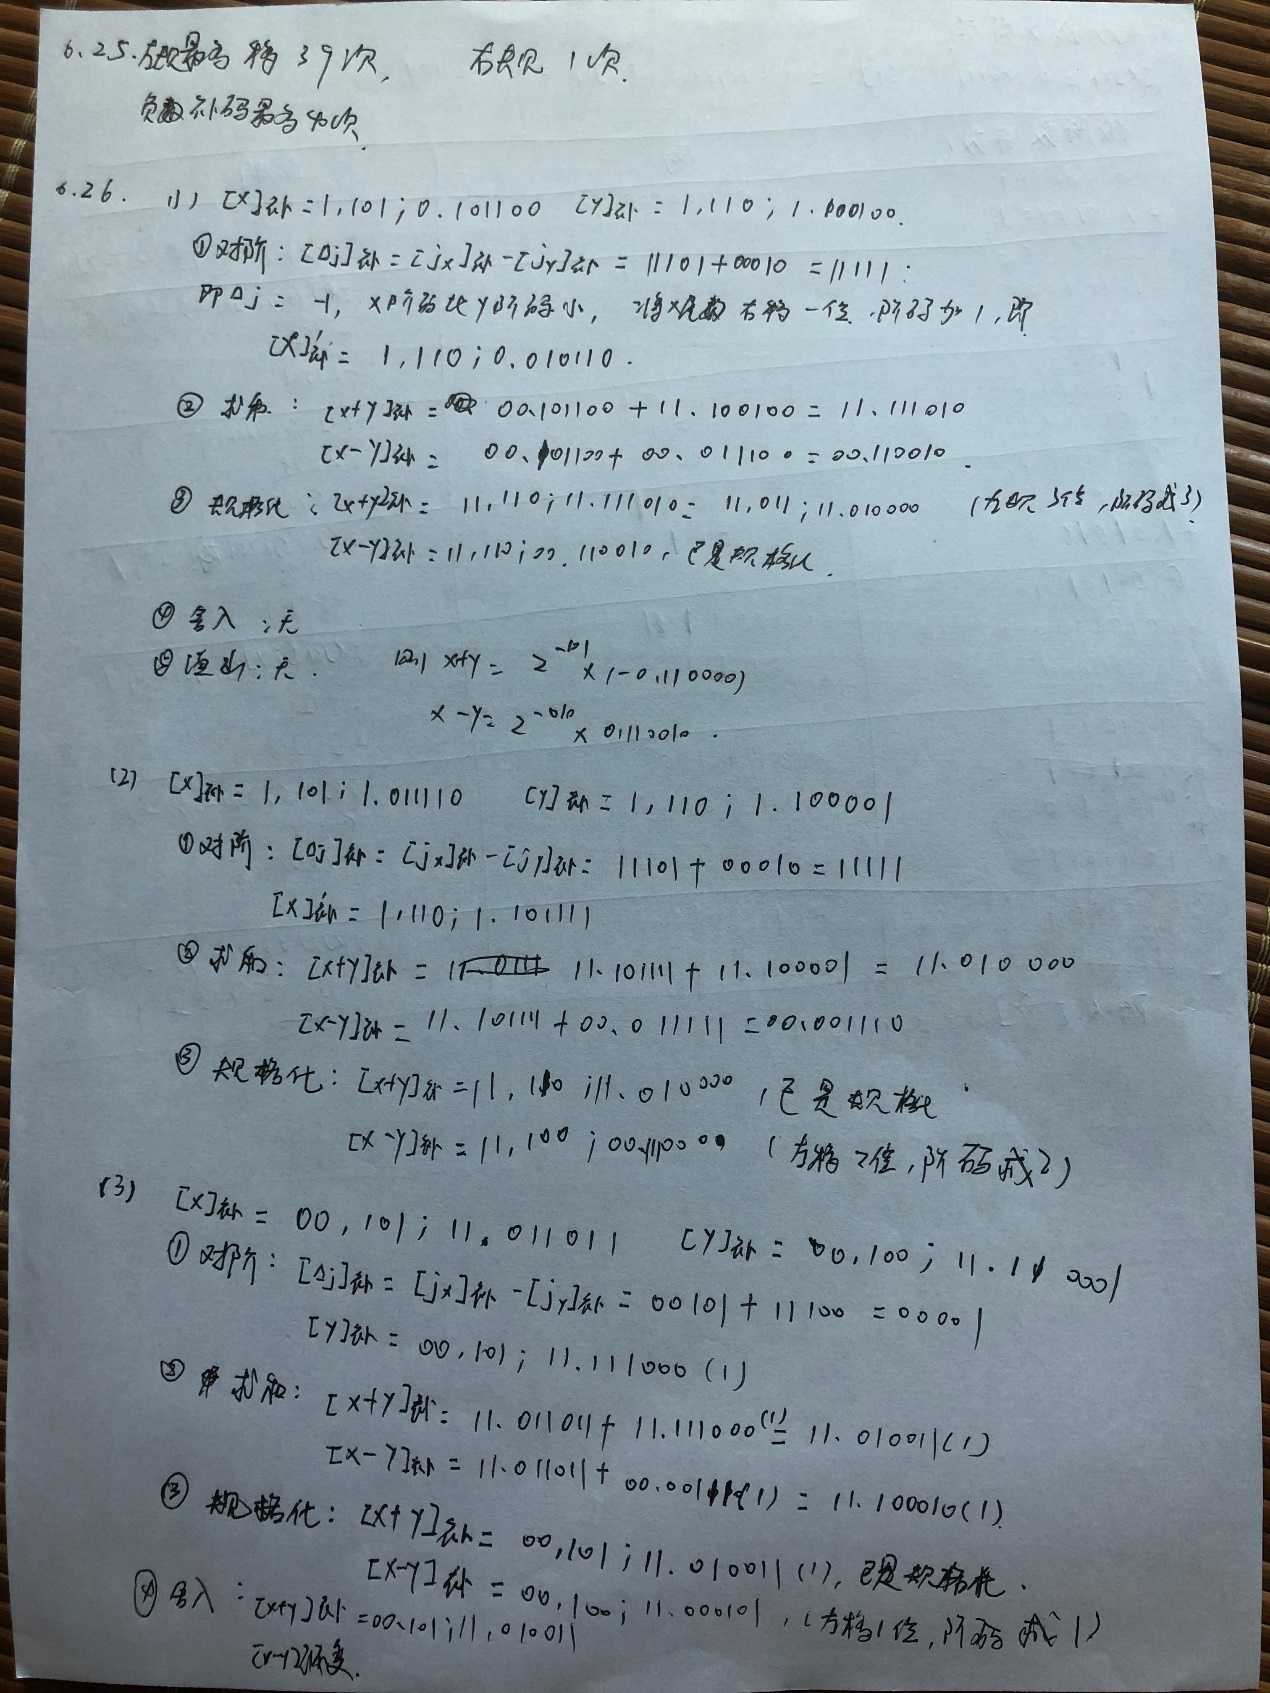 6.25. 左规最多移39次, 右规1次.
负数补码最多40次.
6.26. (1) [X]补=1,101;0.101100 [Y]补=1,110;1.100100.
①对阶:[Δj]补=[jx]补-[jy]补=11101+00010=11111.
即Δj=-1, x阶码比y阶码小, 将x尾数右移一位,阶码加1,即
[X]'补=1,110;0.010110.
②求和: [x+y]补= 00.101100+11.100100=11.111010
[x-Y]补= 00.101100+00.011100=00.110010.
③规格化:[x+y]补=11,110;11.111010=11,011;11.010000 (左规3位,阶码减3)
[x-Y]补=11,110;00.110010,已是规格化.
④舍入:无
⑤溢出:无. 则x+y=2^-101×(-0.110000)
x-y=2^-010×0.110010.
(2) [X]补=1,101;1.011110 [Y]补=1,110;1.100001
①对阶:[Δj]补=[jx]补-[jy]补=11101+00010=11111
[X]'补=1,110;1.101111
②求和:[X+Y]补= 11.101111+11.100001=11.010000
[X-Y]补=11.101111+00.011111=00.001110
③规格化:[X+Y]补=11,110;11.010000,已是规格化
[X-Y]补=11,100;00.111000 (左移2位,阶码减2)
(3) [X]补=00,101;11.011011 [Y]补=00,100;11.110001
①对阶:[Δj]补=[jx]补-[jy]补=00101+11100=00001
[Y]补=00,101;11.111000(1)
②求和: [X+Y]补=11.011011+11.111000(1)=11.010011(1)
[X-Y]补=11.011011+00.000111(1)=11.100010(1)
③规格化:[X+Y]补=00,101;11.010011(1),已是规格化.
[X-Y]补=00,100;11.000101,(左移1位,阶码减1)
④舍入:[x+y]补=00,101;11.010011
[x-y]补不变.